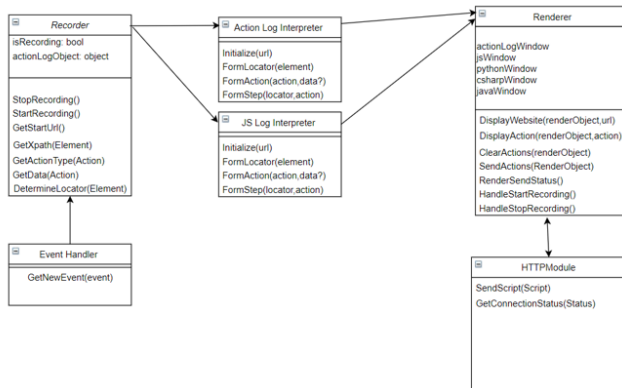 Recorder
isRecording: bool
actionLogObject: object
StopRecording()
StartRecording()
GetStartUrl()
GetXpath(Element)
GetActionType(Action)
GetData(Action)
DetermineLocator(Element)
Event Handler
GetNewEvent(event)
Action Log Interpreter
Initialize(url)
FormLocator(element)
FormAction(action,data?)
FormStep(locator,action)
JS Log Interpreter
Initialize(url)
FormLocator(element)
FormAction(action,data?)
FormStep(locator,action)
Renderer
actionLogWindow
jsWindow
pythonWindow
csharpWindow
javaWindow
DisplayWebsite(renderObject,url)
DisplayAction(renderObject,action)
ClearActions(renderObject)
SendActions(RenderObject)
RenderSendStatus()
HandleStartRecording()
HandleStopRecording()
HTTPModule
SendScript(Script)
GetConnectionStatus(Status)